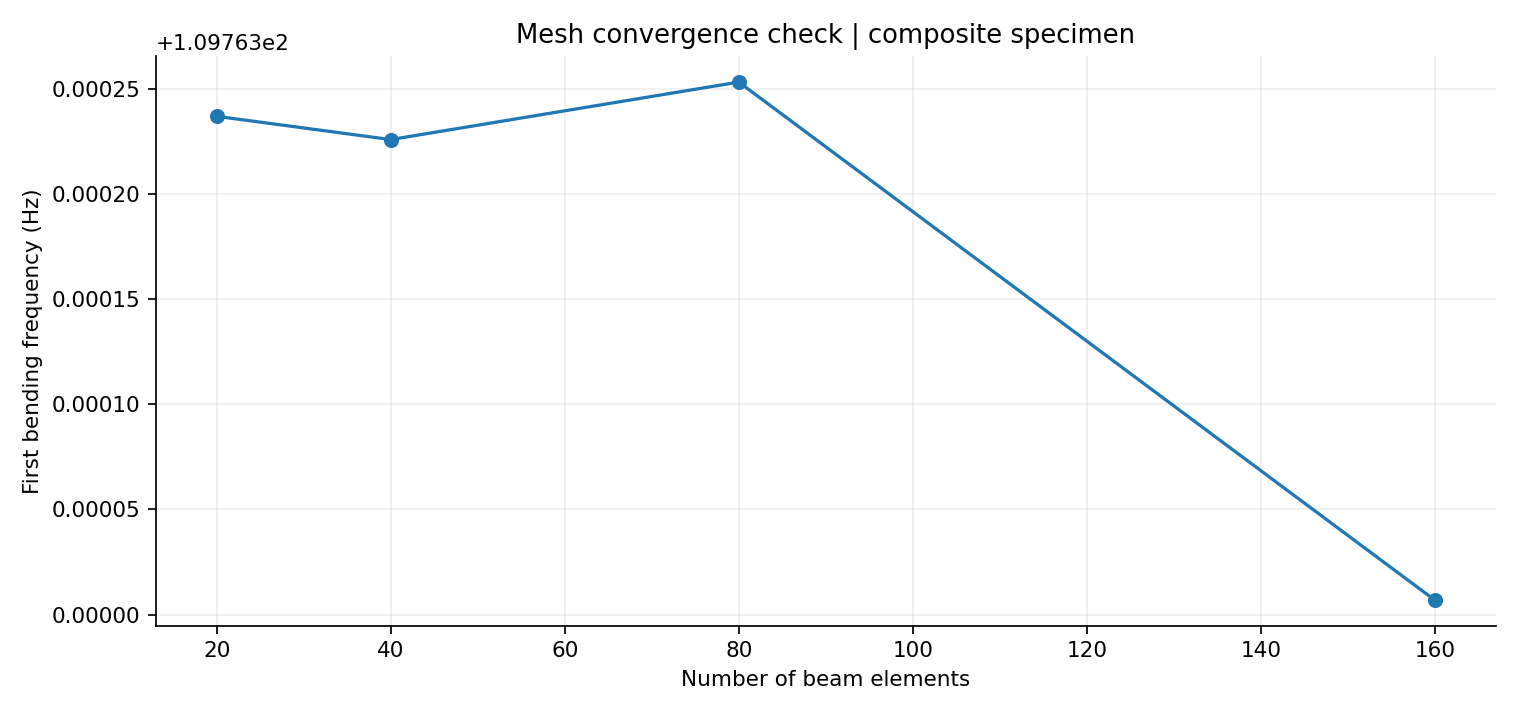 Mesh convergence check | composite specimen
+1.09763e2
0.00025
0.00020
0.00015
0.00010
0.00005
0.00000
First bending frequency (Hz)
20 40 60 80 100 120 140 160
Number of beam elements